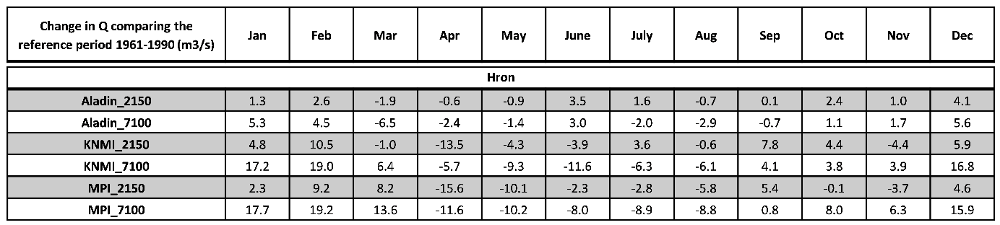 Change in Q comparing the reference period 1961-1990 (m3/s) Jan Feb Mar Apr May June July Aug Sep Oct Nov Dec
Hron
Aladin_2150 1.3 2.6 -1.9 -0.6 -0.9 3.5 1.6 -0.7 0.1 2.4 1.0 4.1
Aladin_7100 5.3 4.5 -6.5 -2.4 -1.4 3.0 -2.0 -2.9 -0.7 1.1 1.7 5.6
KNMI_2150 4.8 10.5 -1.0 -13.5 -4.3 -3.9 3.6 -0.6 7.8 4.4 -4.4 5.9
KNMI_7100 17.2 19.0 6.4 -5.7 -9.3 -11.6 -6.3 -6.1 4.1 3.8 3.9 16.8
MPI_2150 2.3 9.2 8.2 -15.6 -10.1 -2.3 -2.8 -5.8 5.4 -0.1 -3.7 4.6
MPI_7100 17.7 19.2 13.6 -11.6 -10.2 -8.0 -8.9 -8.8 0.8 8.0 6.3 15.9